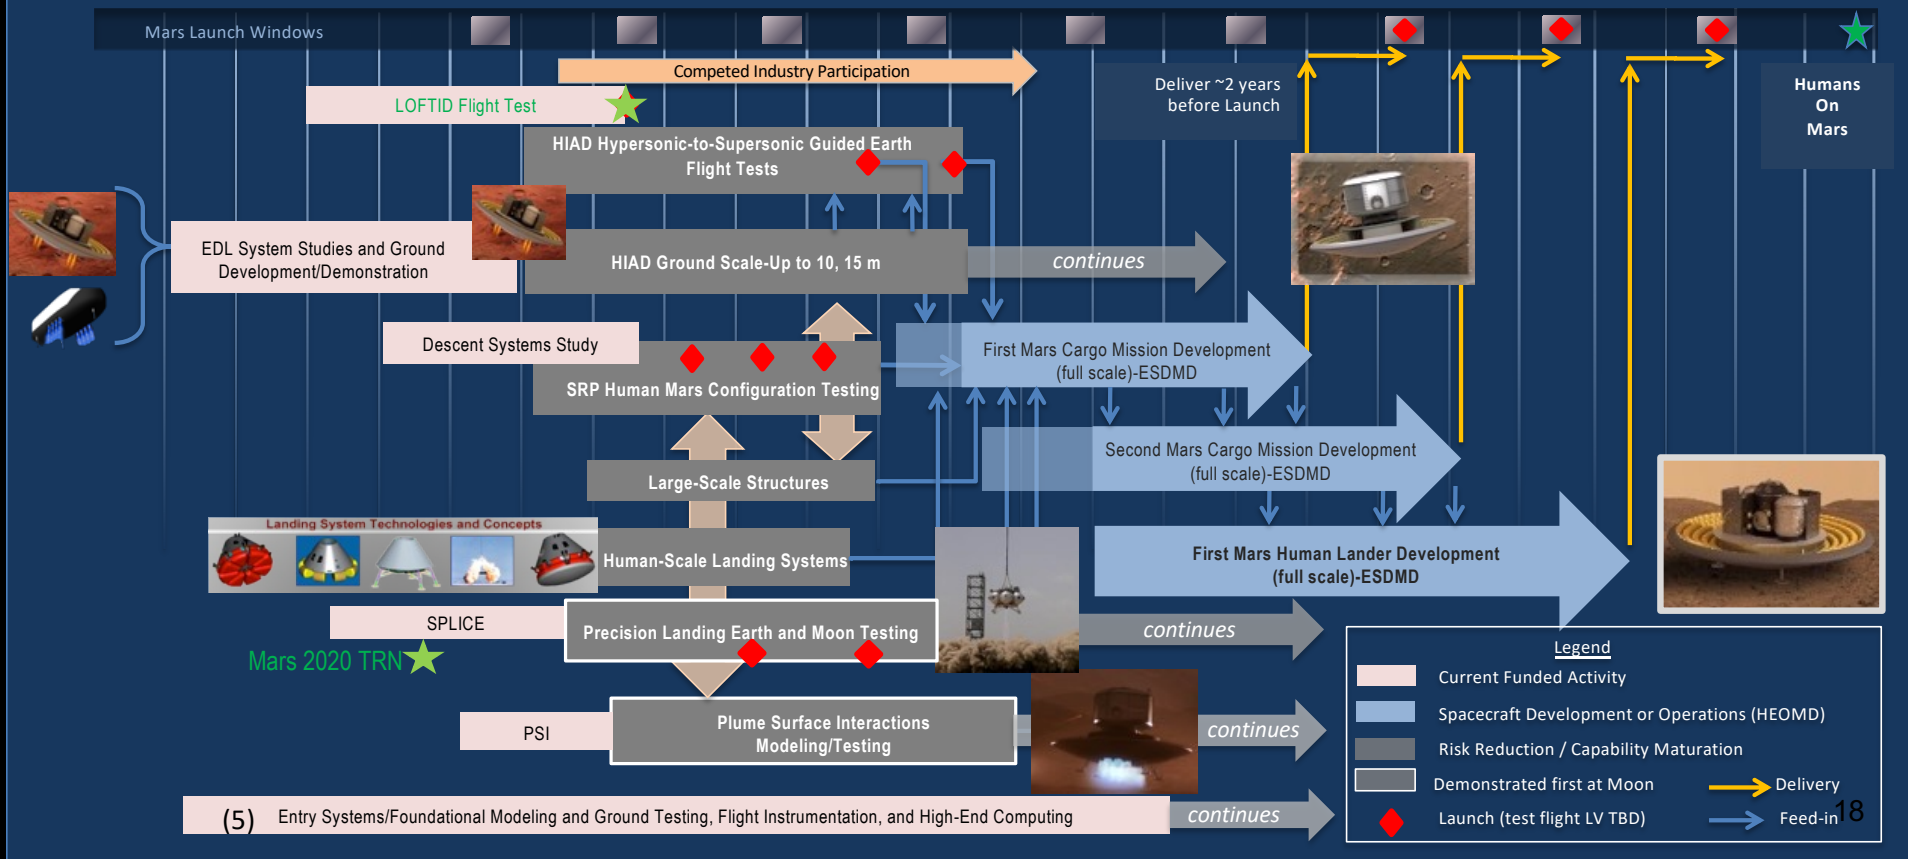 Mars Launch Windows
Competed Industry Participation
LOFTID Flight Test
Deliver ~2 years
before Launch
Humans
On
Mars
HIAD Hypersonic-to-Supersonic Guided Earth
Flight Tests
EDL System Studies and Ground
Development/Demonstration
HIAD Ground Scale-Up to 10, 15 m
continues
Descent Systems Study
SRP Human Mars Configuration Testing
First Mars Cargo Mission Development
(full scale)-ESDMD
Second Mars Cargo Mission Development
(full scale)-ESDMD
Large-Scale Structures
Landing System Technologies and Concepts
Human-Scale Landing Systems
First Mars Human Lander Development
(full scale)-ESDMD
SPLICE
Precision Landing Earth and Moon Testing
continues
Mars 2020 TRN
PSI
Plume Surface Interactions
Modeling/Testing
continues
(5) Entry Systems/Foundational Modeling and Ground Testing, Flight Instrumentation, and High-End Computing
continues
Legend
Current Funded Activity
Spacecraft Development or Operations (HEOMD)
Risk Reduction / Capability Maturation
Demonstrated first at Moon
Delivery
Launch (test flight LV TBD)
Feed-in
18